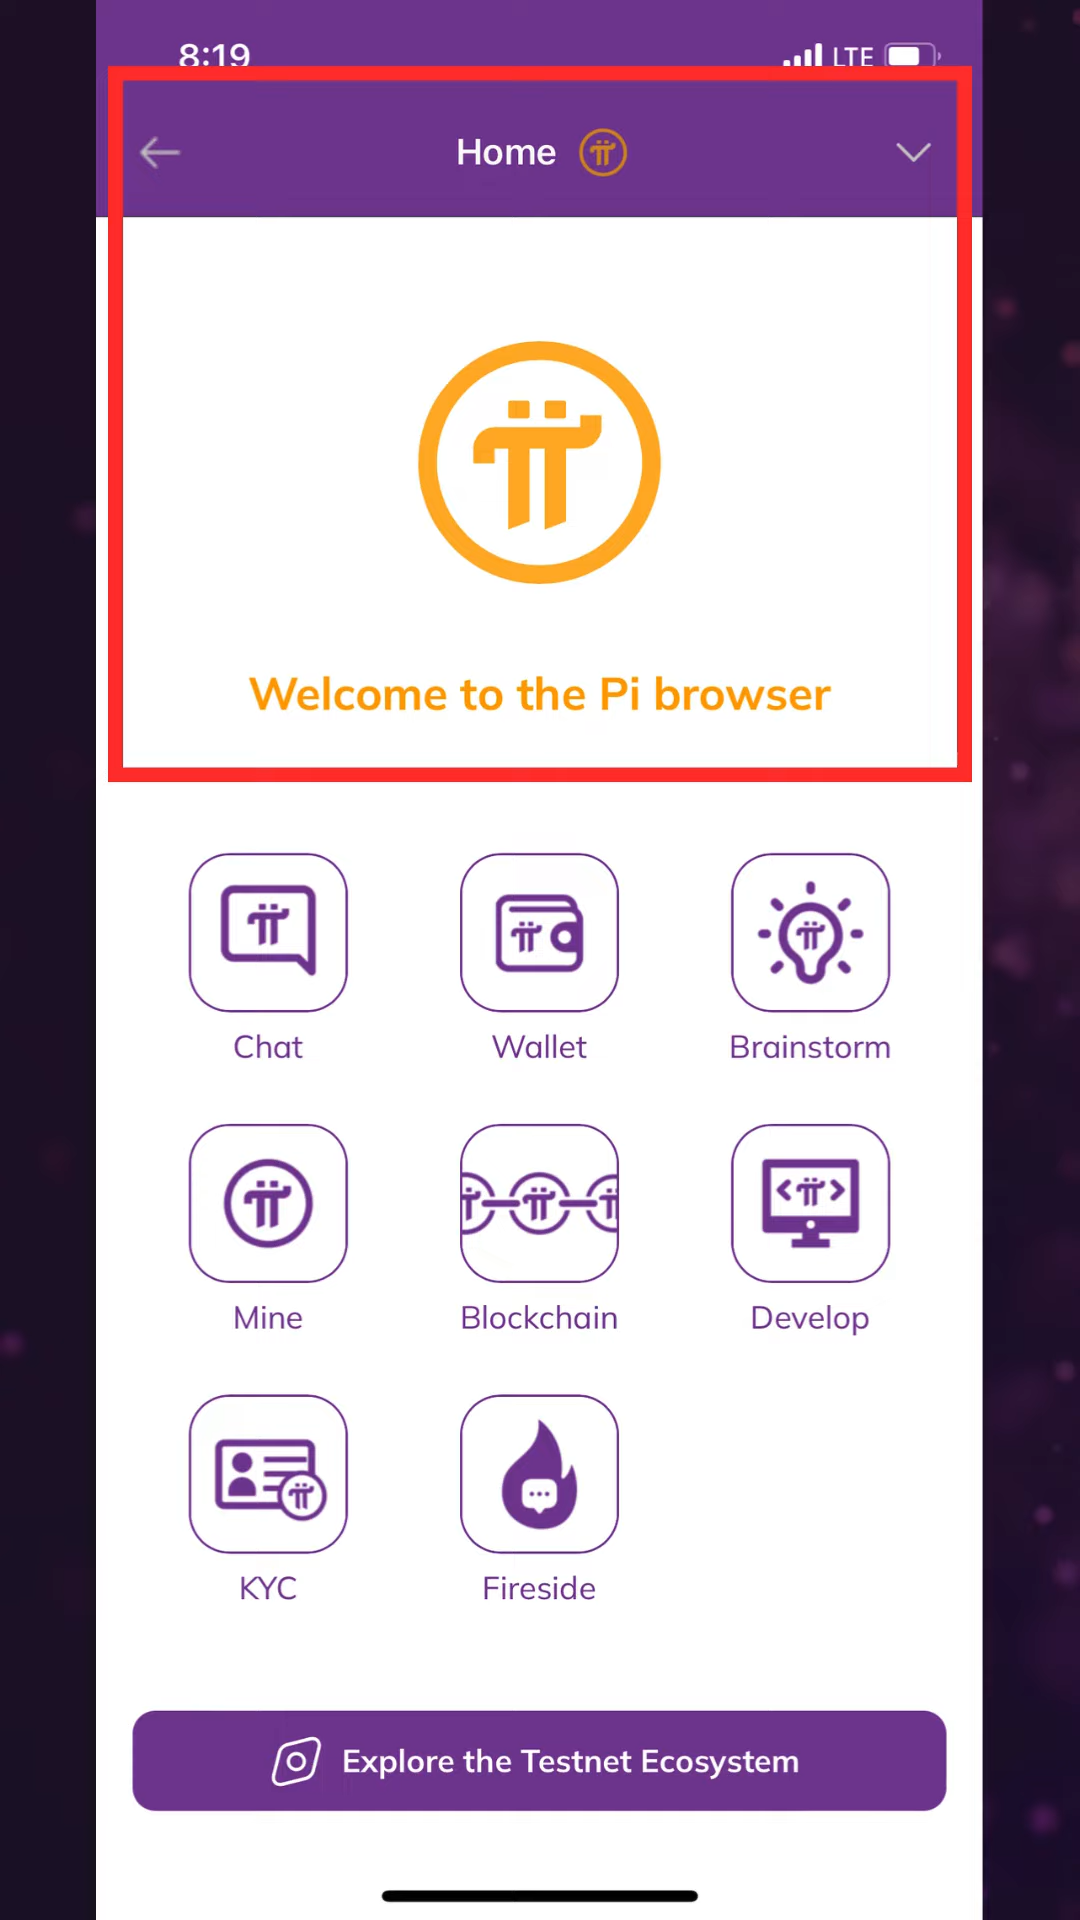 8:19
LTE
Home
Welcome to the Pi browser
Chat
Wallet
Brainstorm
Mine
Blockchain
Develop
KYC
Fireside
Explore the Testnet Ecosystem